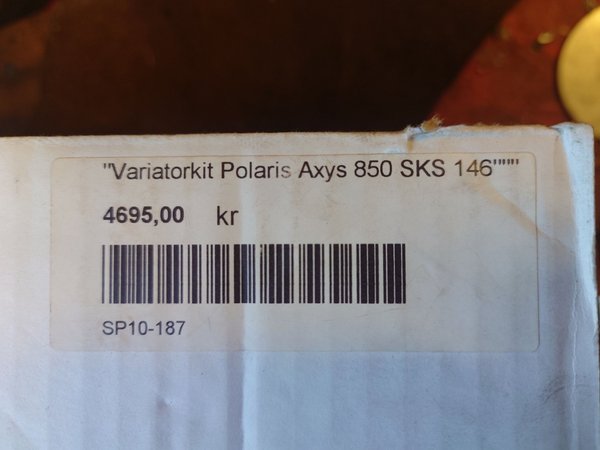 "Variatorkit Polaris Axys 850 SKS 146"""
4695,00 kr
SP10-187